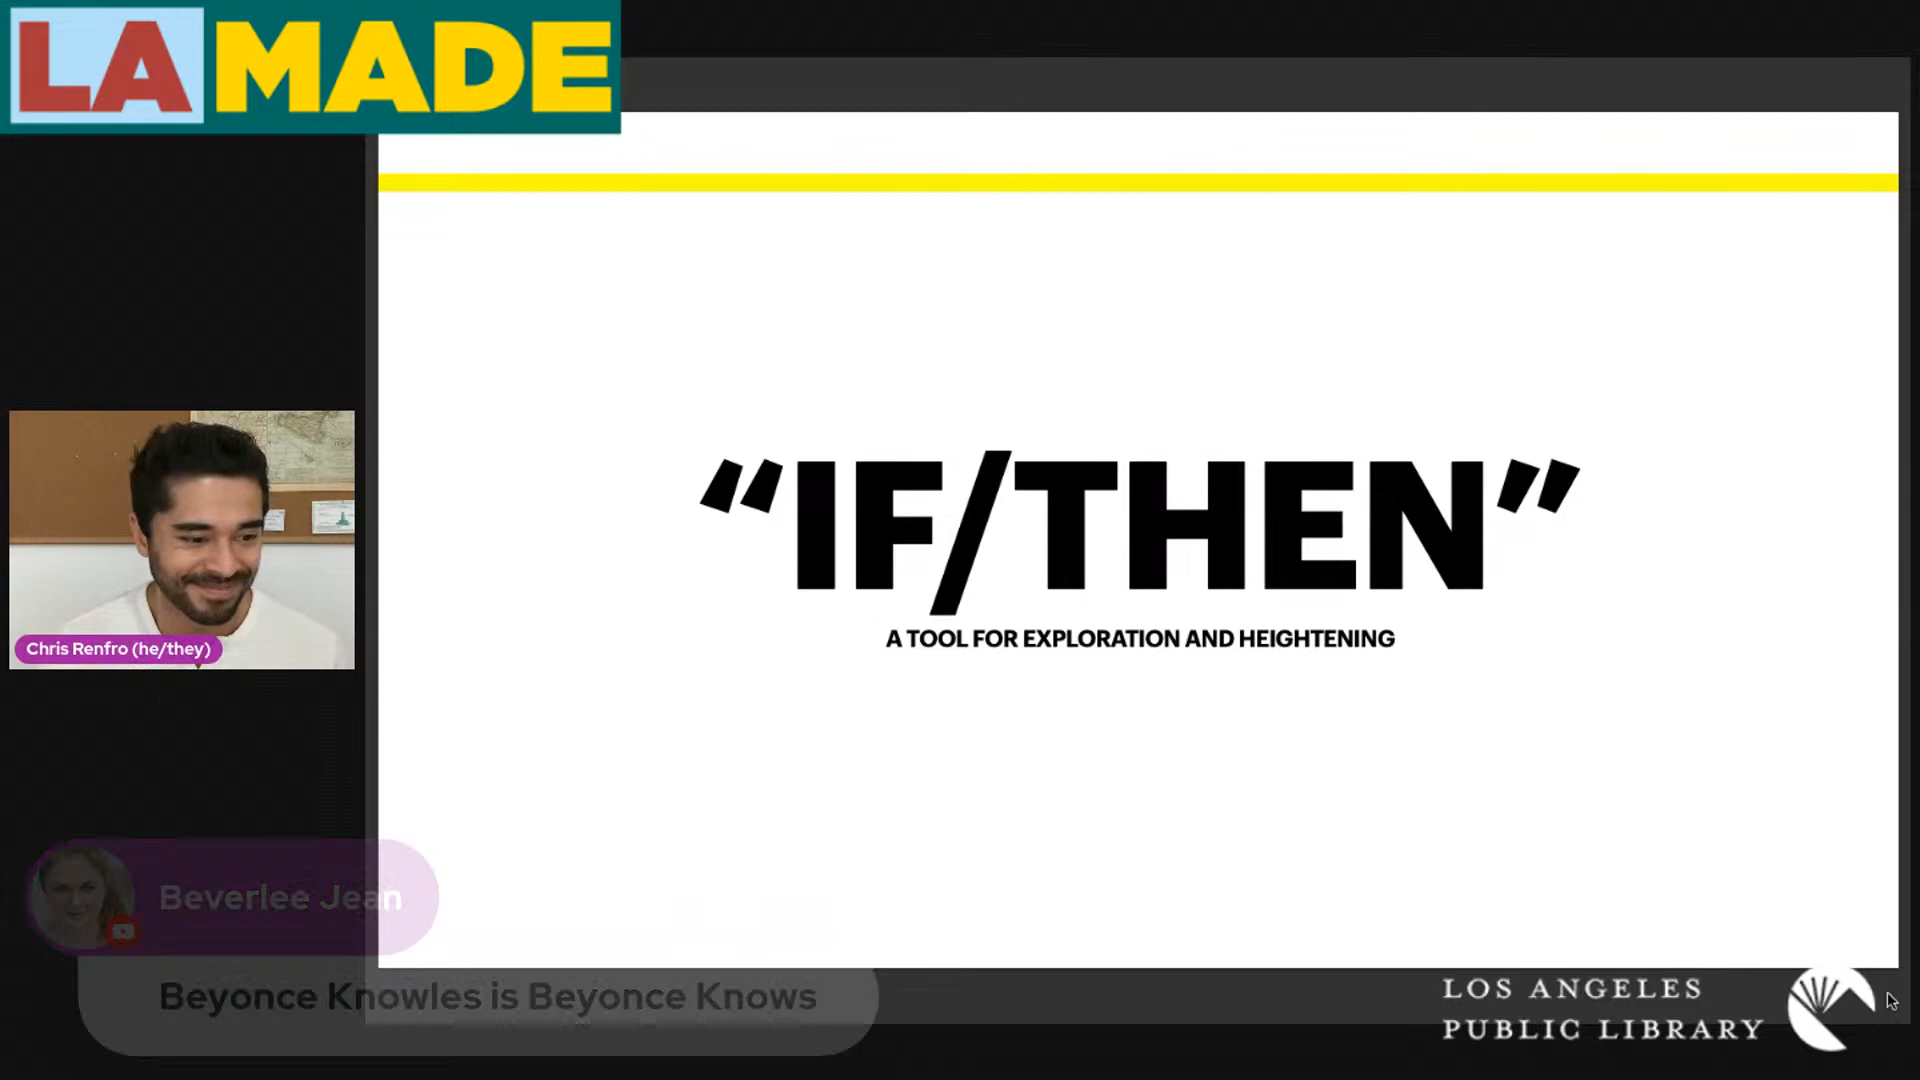 LA MADE
“IF/THEN”
A TOOL FOR EXPLORATION AND HEIGHTENING
Chris Renfro (he/they)
Beverlee Jean
Beyonce Knowles is Beyonce Knows
LOS ANGELES
PUBLIC LIBRARY